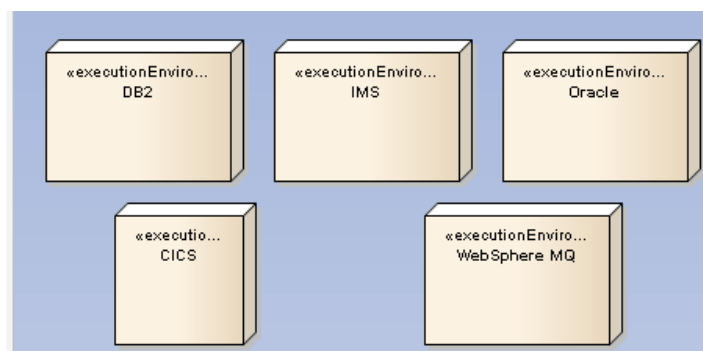 «executionEnviro...
DB2
«executionEnviro...
IMS
«executionEnviro...
Oracle
«executio...
CICS
«executionEnviro...
WebSphere MQ